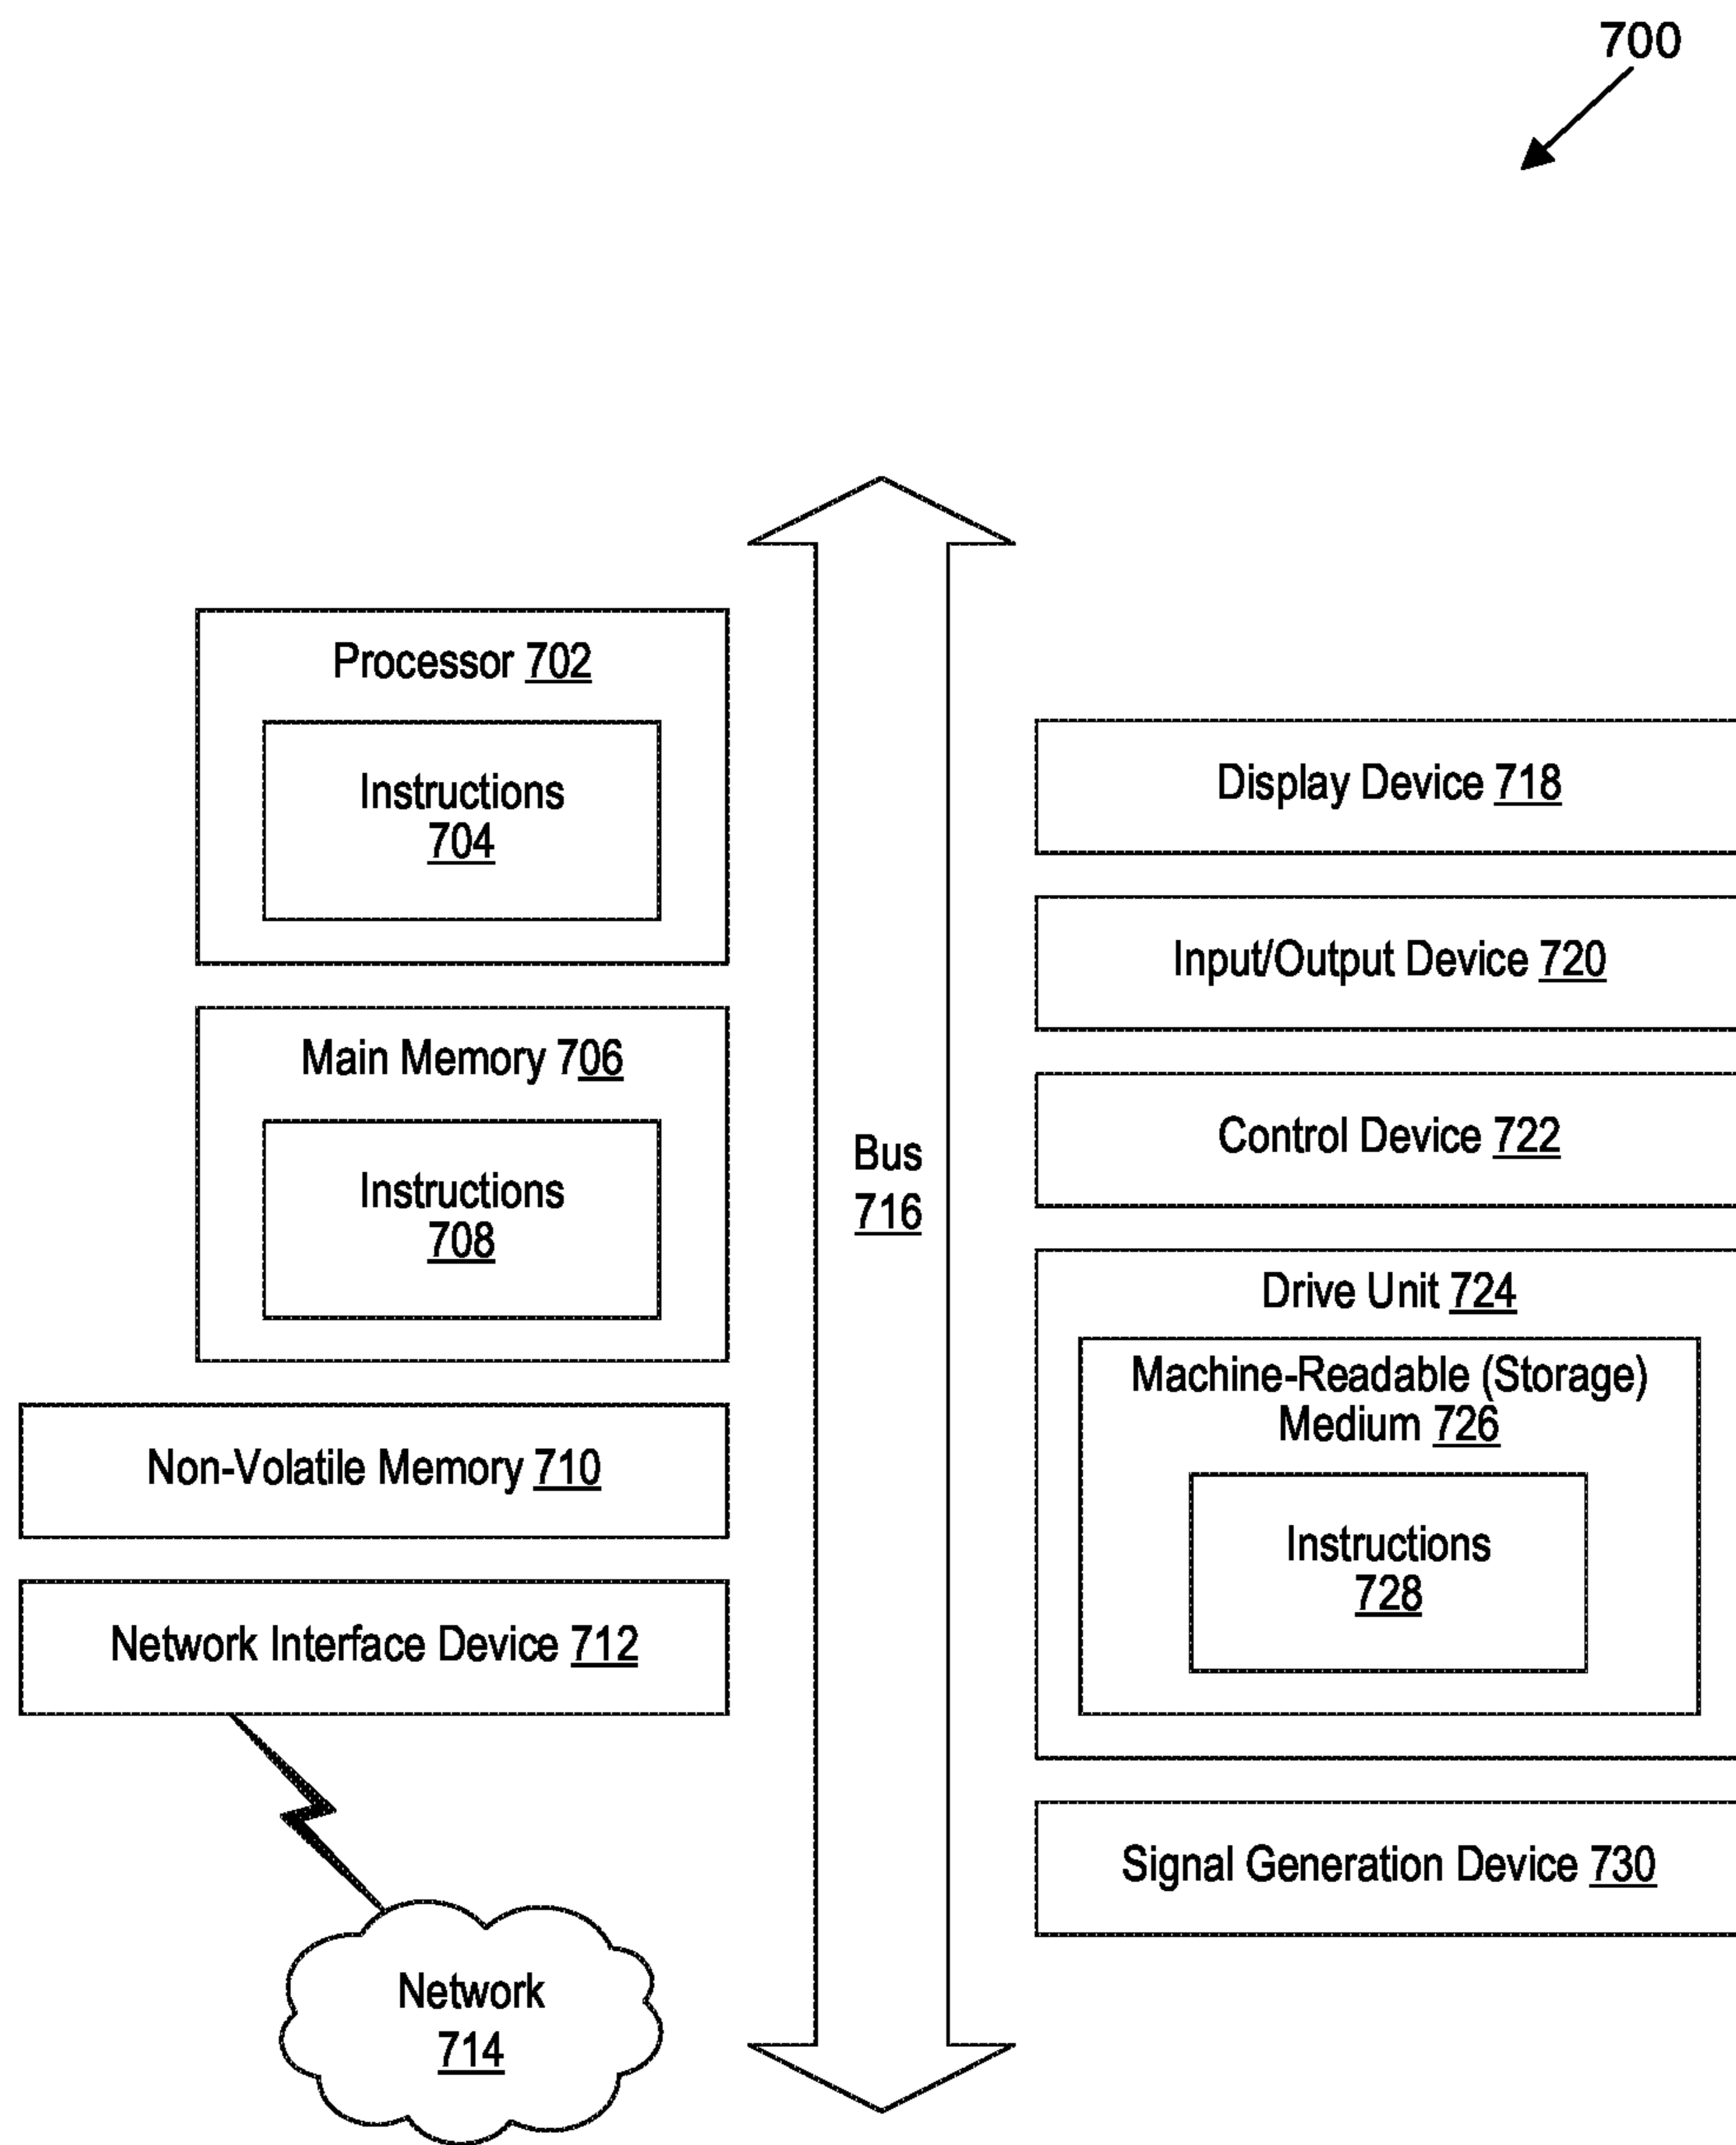 700
Processor 702
Instructions
704
Main Memory 706
Instructions
708
Non-Volatile Memory 710
Network Interface Device 712
Network
714
Bus
716
Display Device 718
Input/Output Device 720
Control Device 722
Drive Unit 724
Machine-Readable (Storage)
Medium 726
Instructions
728
Signal Generation Device 730